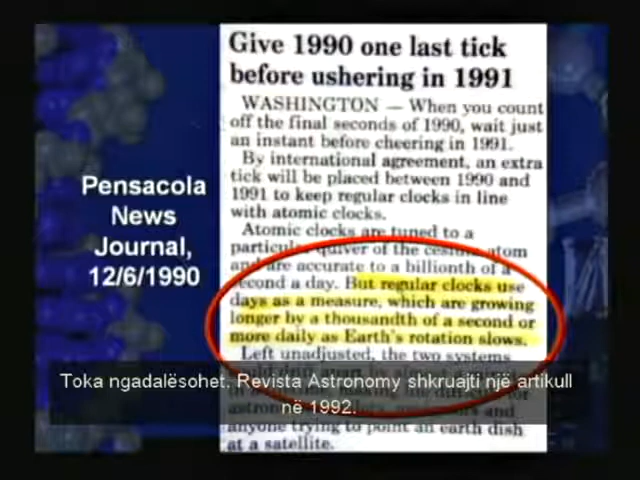 Give 1990 one last tick
before ushering in 1991
WASHINGTON — When you count
off the final seconds of 1990, wait just
an instant before cheering in 1991.
By international agreement, an extra
tick will be placed between 1990 and
1991 to keep regular clocks in line
with atomic clocks.
Atomic clocks are tuned to a
particular quiver of the cesium atom
and are accurate to a billionth of a
second a day. But regular clocks use
days as a measure, which are growing
longer by a thousandth of a second or
more daily as Earth's rotation slows.
Left unadjusted, the two systems
anyone trying to point an earth dish
at a satellite.
Pensacola
News
Journal,
12/6/1990
Toka ngadalësohet. Revista Astronomy shkruajti një artikull
në 1992.